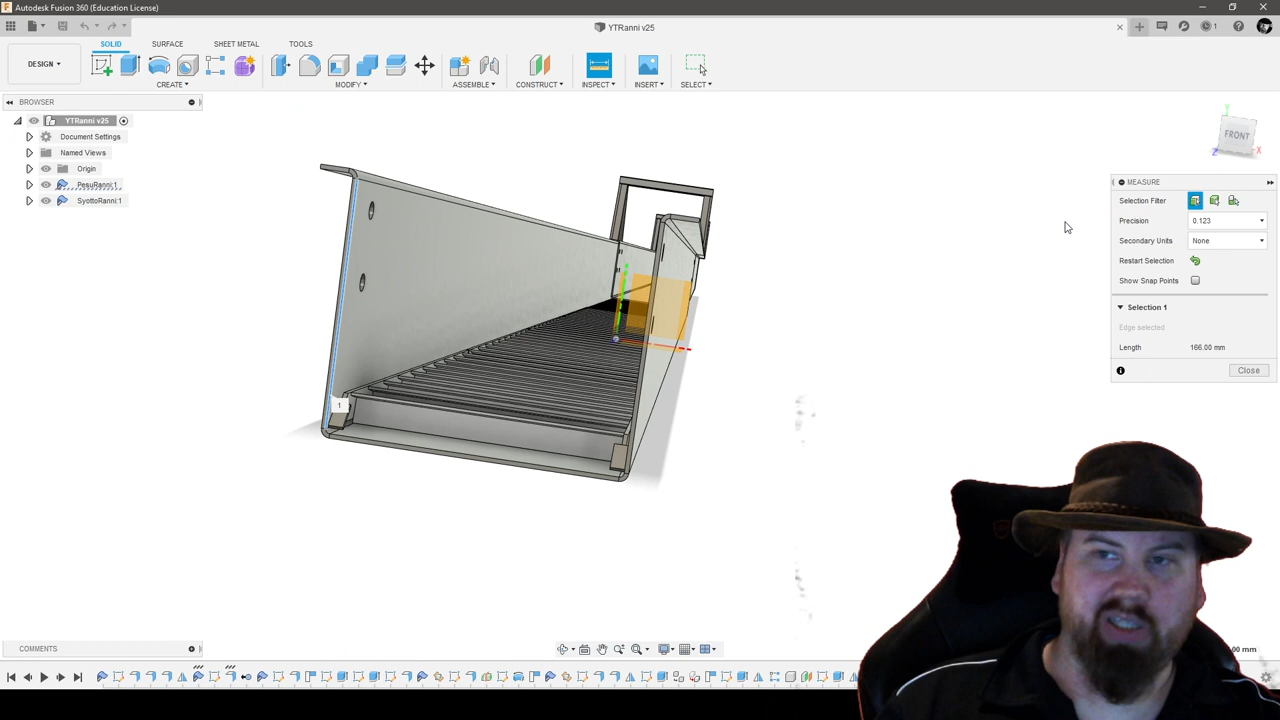 Autodesk Fusion 360 (Education License)
YTRanni v25
1
SOLID SURFACE SHEET METAL TOOLS
DESIGN
CREATE MODIFY ASSEMBLE CONSTRUCT INSPECT INSERT SELECT
BROWSER
YTRanni v25
Document Settings
Named Views
Origin
PesuRanni:1
SyottoRanni:1
FRONT
Z
X
Y
MEASURE
Selection Filter
Precision 0.123
Secondary Units None
Restart Selection
Show Snap Points
Selection 1
Edge selected
Length 166.00 mm
Close
1
COMMENTS